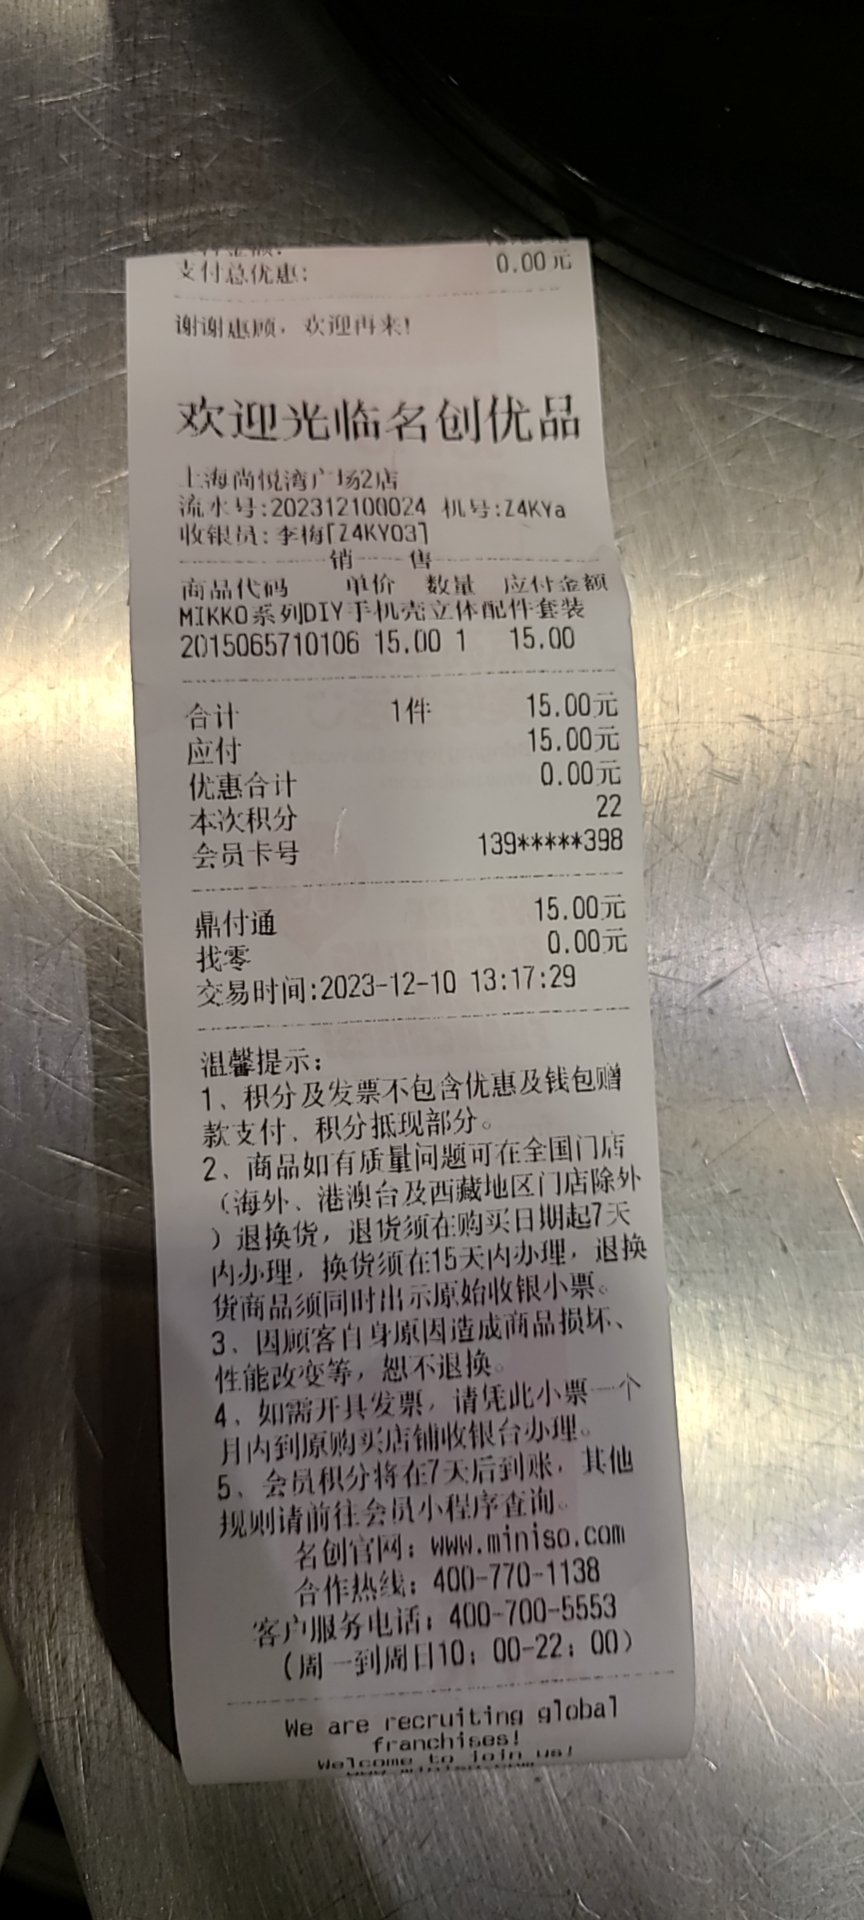 支付总优惠: 0.00元
谢谢惠顾，欢迎再来!
欢迎光临名创优品
上海尚悦湾广场2店
流水号:202312100024 机号:Z4KYa
收银员:李梅[Z4KY03]
销 售
商品代码 单价 数量 应付金额
MIKKO系列DIY手机壳立体配件套装
2015065710106 15.00 1 15.00
合计 1件 15.00元
应付 15.00元
优惠合计 0.00元
本次积分 22
会员卡号 139*****398
鼎付通 15.00元
找零 0.00元
交易时间:2023-12-10 13:17:29
温馨提示:
1、积分及发票不包含优惠及钱包赠
款支付、积分抵现部分。
2、商品如有质量问题可在全国门店
（海外、港澳台及西藏地区门店除外
）退换货，退货须在购买日期起7天
内办理，换货须在15天内办理，退换
货商品须同时出示原始收银小票。
3、因顾客自身原因造成商品损坏、
性能改变等，恕不退换。
4、如需开具发票，请凭此小票一个
月内到原购买店铺收银台办理。
5、会员积分将在7天后到账，其他
规则请前往会员小程序查询。
名创官网：www.miniso.com
合作热线：400-770-1138
客户服务电话：400-700-5553
（周一到周日10：00-22：00）
We are recruiting global
franchises!
Welcome to join us!